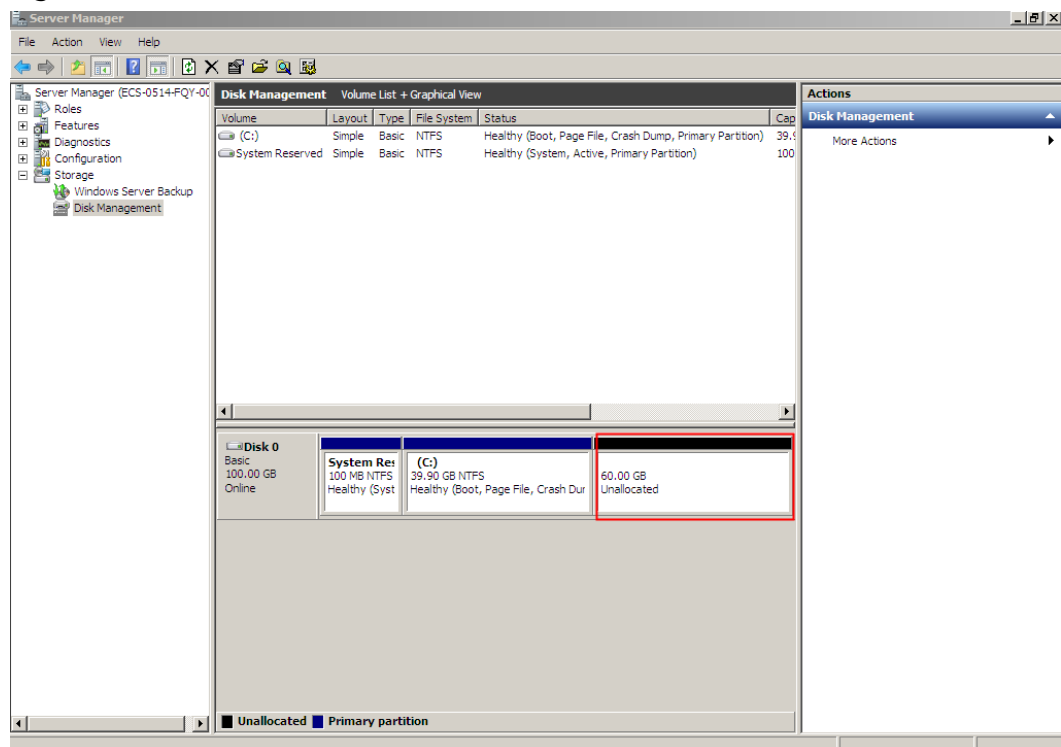 Server Manager
File Action View Help
Server Manager (ECS-0514-FQY-00
Roles
Features
Diagnostics
Configuration
Storage
Windows Server Backup
Disk Management
Disk Management Volume List + Graphical View
Volume Layout Type File System Status Cap
(C:) Simple Basic NTFS Healthy (Boot, Page File, Crash Dump, Primary Partition) 39.9
System Reserved Simple Basic NTFS Healthy (System, Active, Primary Partition) 100
Disk 0
Basic
100.00 GB
Online
System Res
100 MB NTFS
Healthy (Syst
(C:)
39.90 GB NTFS
Healthy (Boot, Page File, Crash Dur
60.00 GB
Unallocated
Unallocated Primary partition
Actions
Disk Management
More Actions